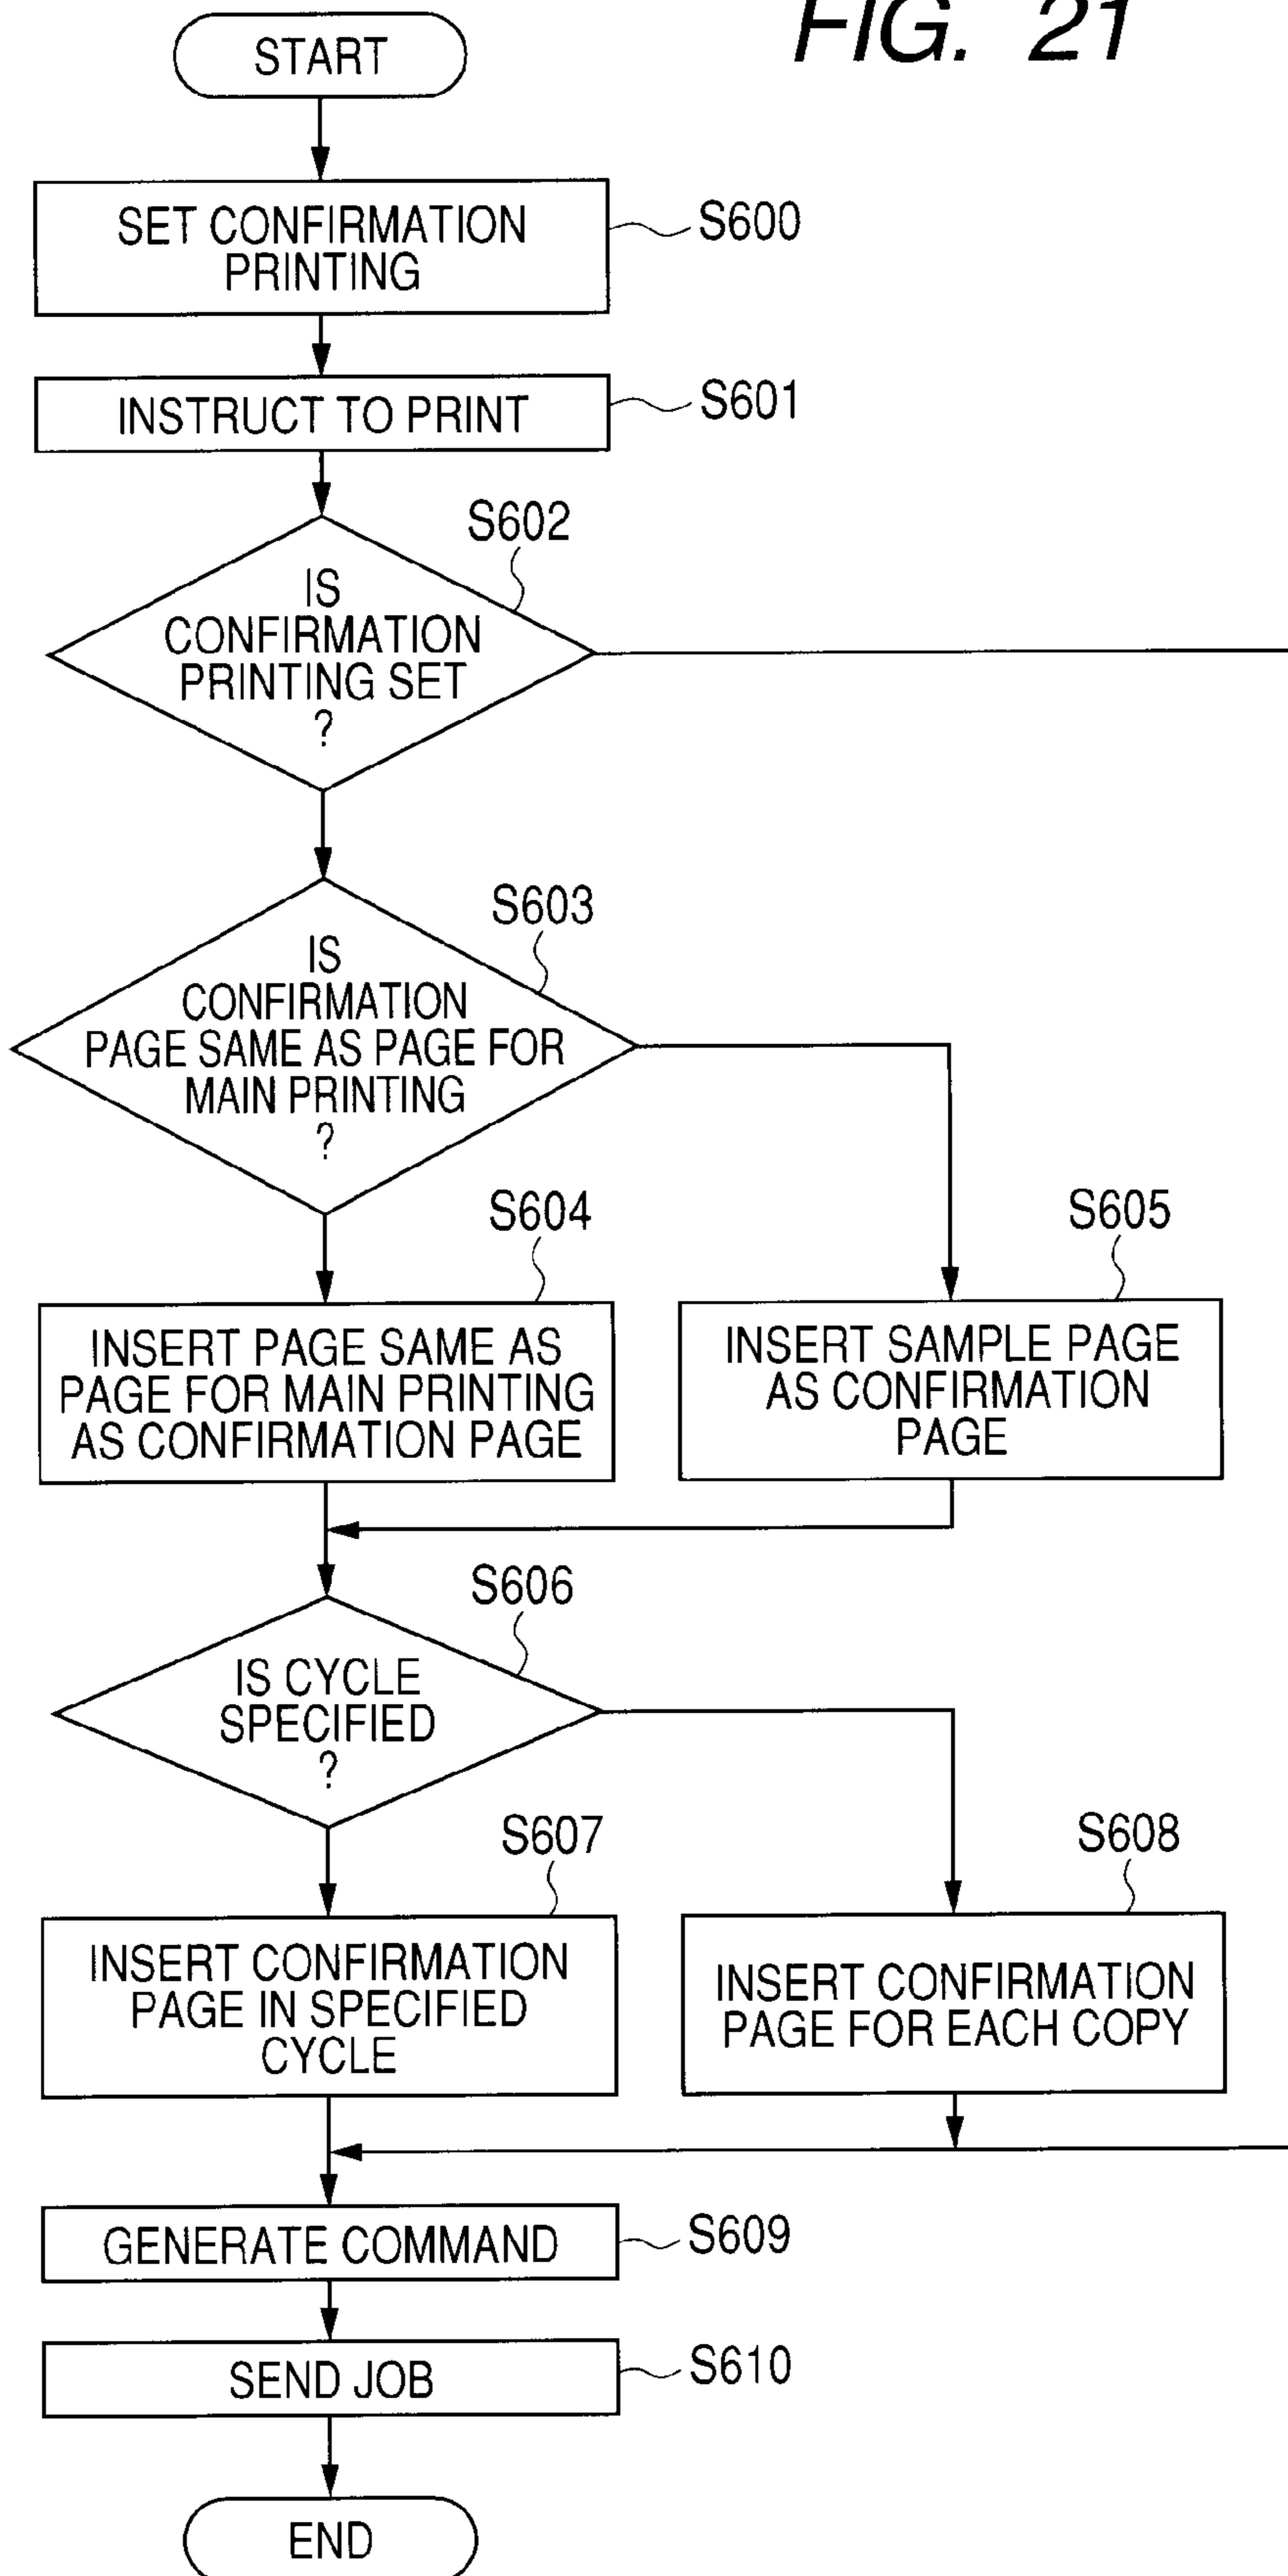 FIG. 21
START
SET CONFIRMATION
PRINTING
S600
INSTRUCT TO PRINT
S601
S602
IS
CONFIRMATION
PRINTING SET
?
S603
IS
CONFIRMATION
PAGE SAME AS PAGE FOR
MAIN PRINTING
?
S604
INSERT PAGE SAME AS
PAGE FOR MAIN PRINTING
AS CONFIRMATION PAGE
S605
INSERT SAMPLE PAGE
AS CONFIRMATION
PAGE
S606
IS CYCLE
SPECIFIED
?
S607
INSERT CONFIRMATION
PAGE IN SPECIFIED
CYCLE
S608
INSERT CONFIRMATION
PAGE FOR EACH COPY
GENERATE COMMAND
S609
SEND JOB
S610
END